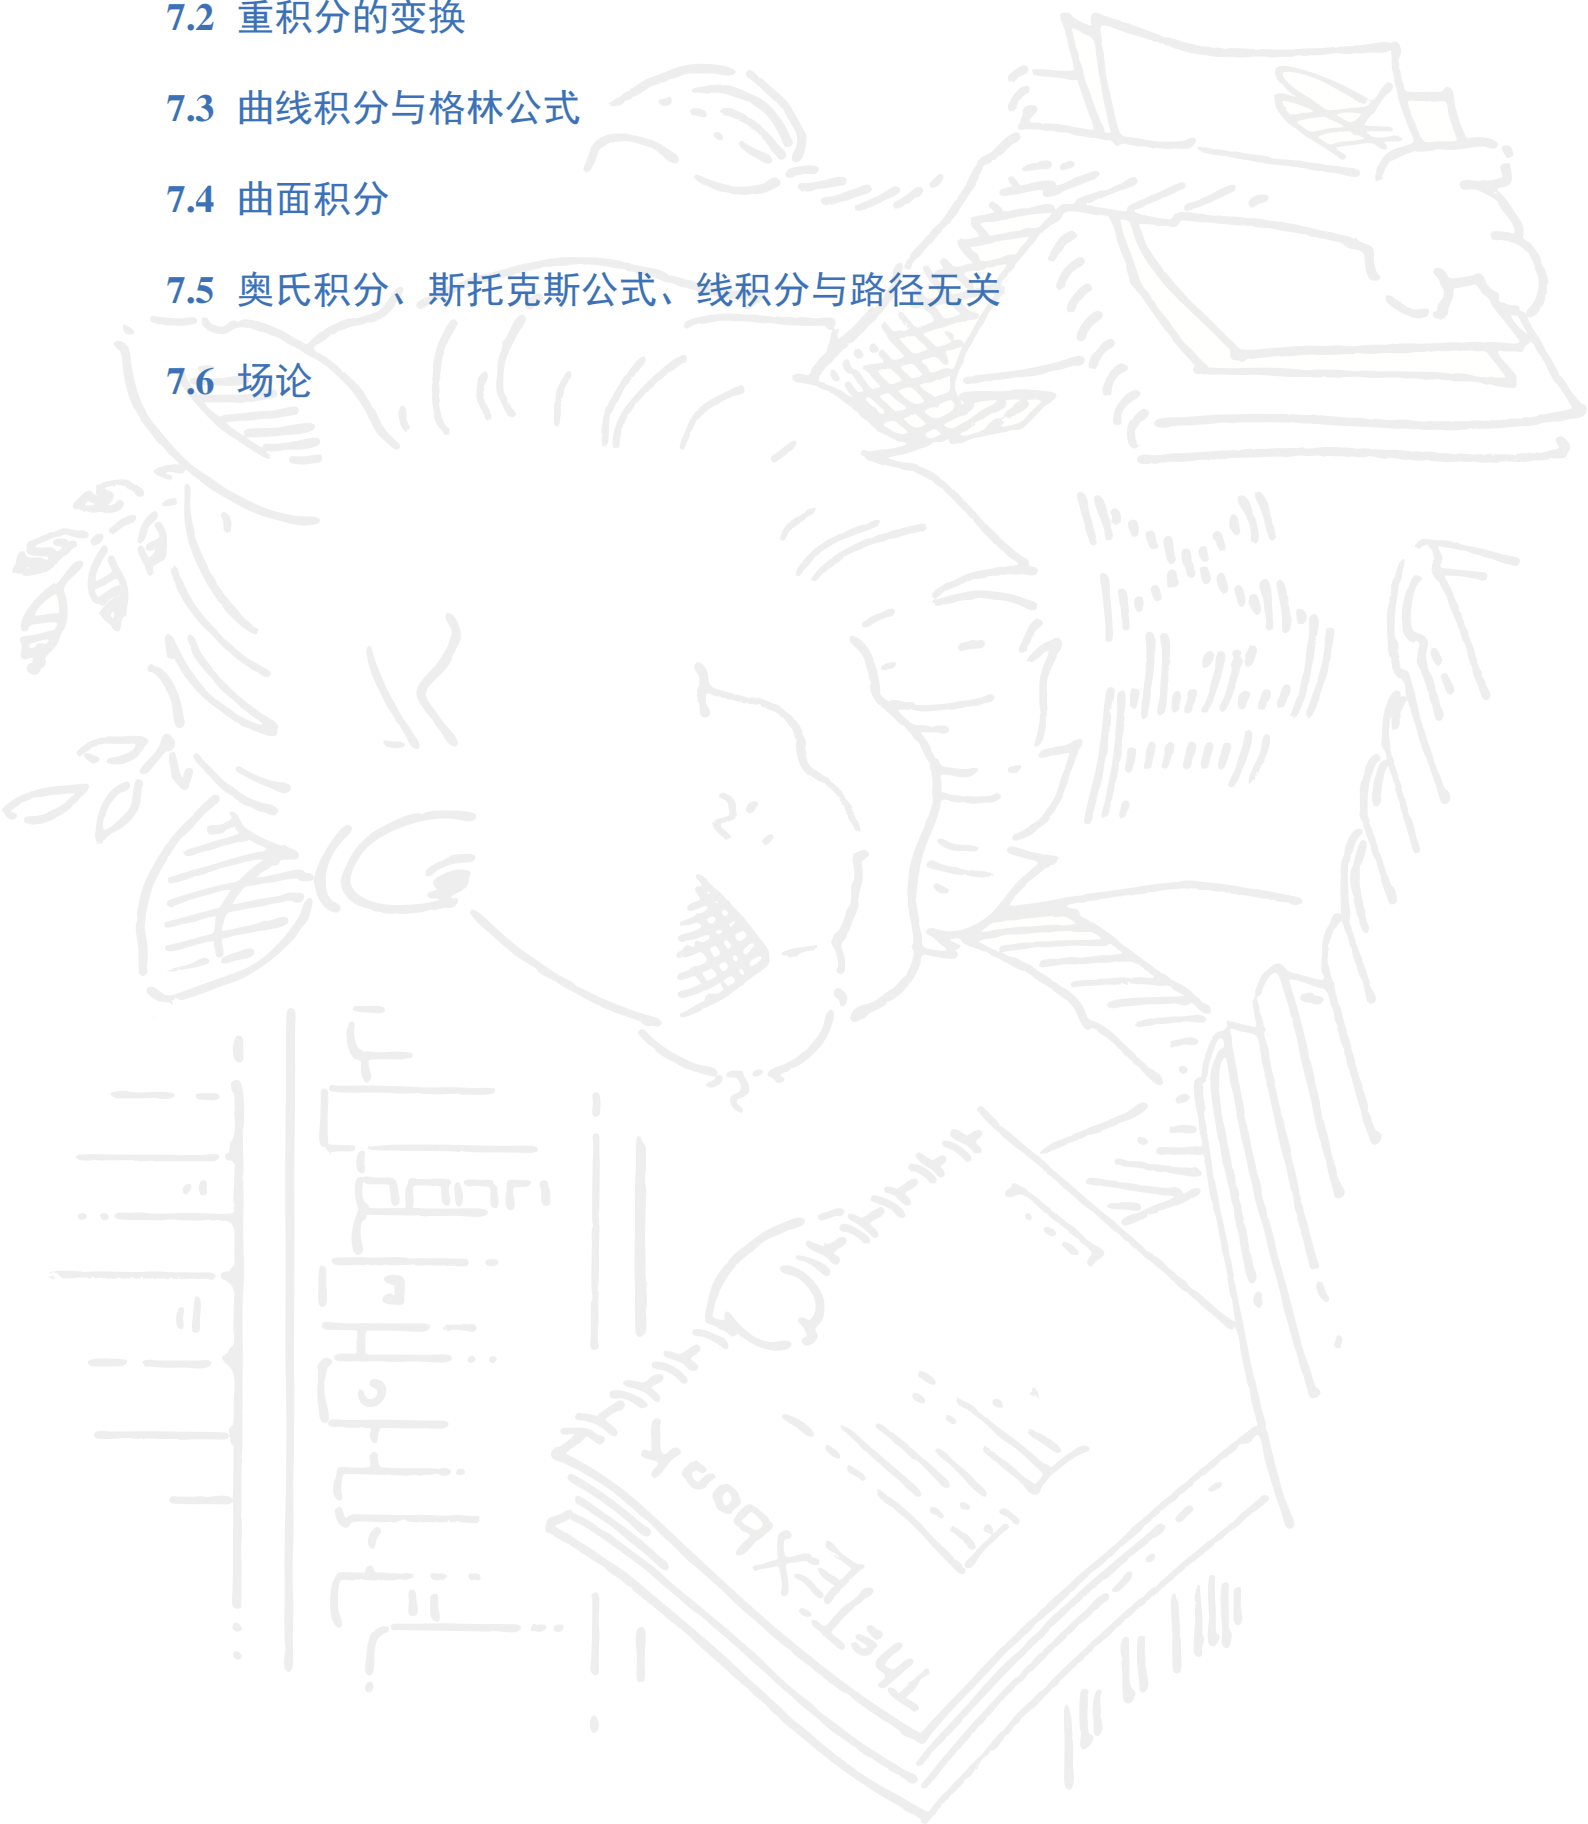 7.2 重积分的变换
7.3 曲线积分与格林公式
7.4 曲面积分
7.5 奥氏积分、斯托克斯公式、线积分与路径无关
7.6 场论
The TEXbook